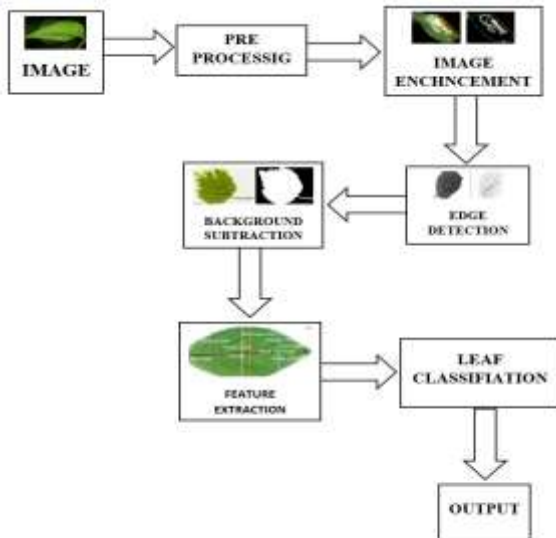 IMAGE
PRE
PROCESSIG
IMAGE
ENCHNCEMENT
EDGE
DETECTION
BACKGROUND
SUBTRACTION
FEATURE
EXTRACTION
LEAF
CLASSIFIATION
OUTPUT